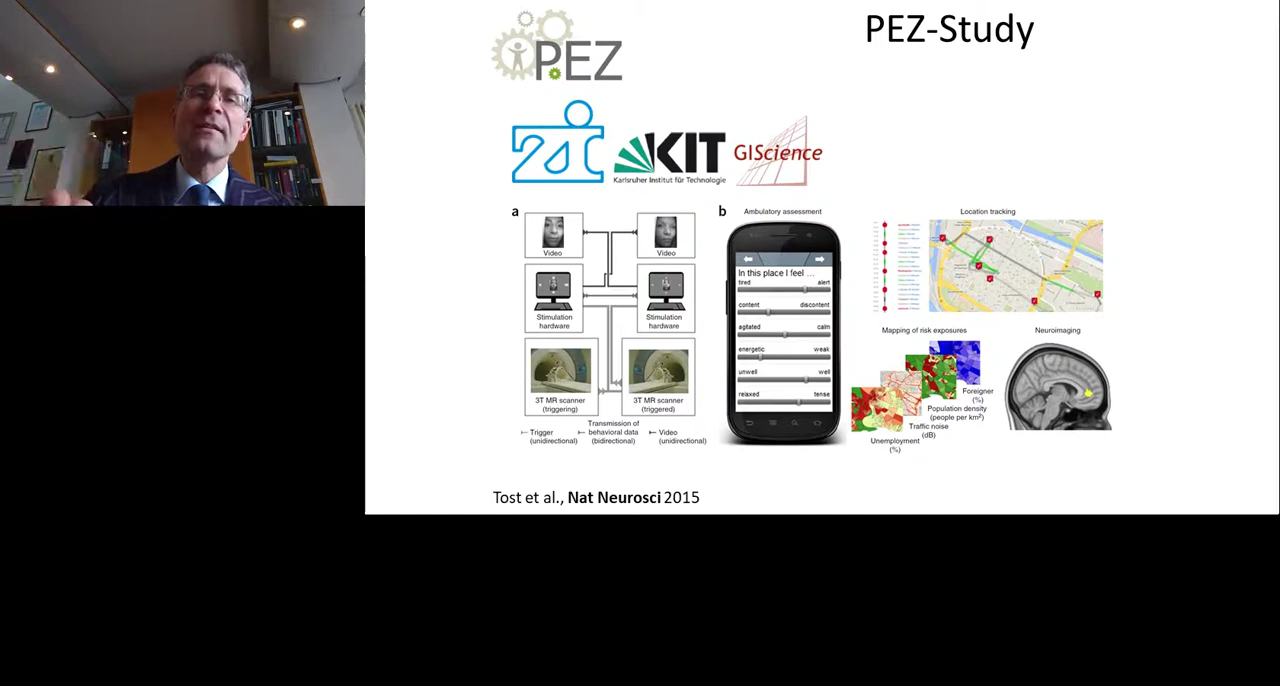 PEZ-Study
PEZ
zi
KIT
Karlsruher Institut für Technologie
GIScience
a
Video
Video
Stimulation
hardware
Stimulation
hardware
3T MR scanner
(triggering)
3T MR scanner
(triggered)
Trigger
(unidirectional)
Transmission of
behavioral data
(bidirectional)
Video
(unidirectional)
b
Ambulatory assessment
In this place I feel ...
tired alert
content discontent
agitated calm
energetic weak
unwell well
relaxed tense
Location tracking
Mapping of risk exposures
Foreigner
(%)
Population density
(people per km²)
Traffic noise
(dB)
Unemployment
(%)
Neuroimaging
Tost et al., Nat Neurosci 2015